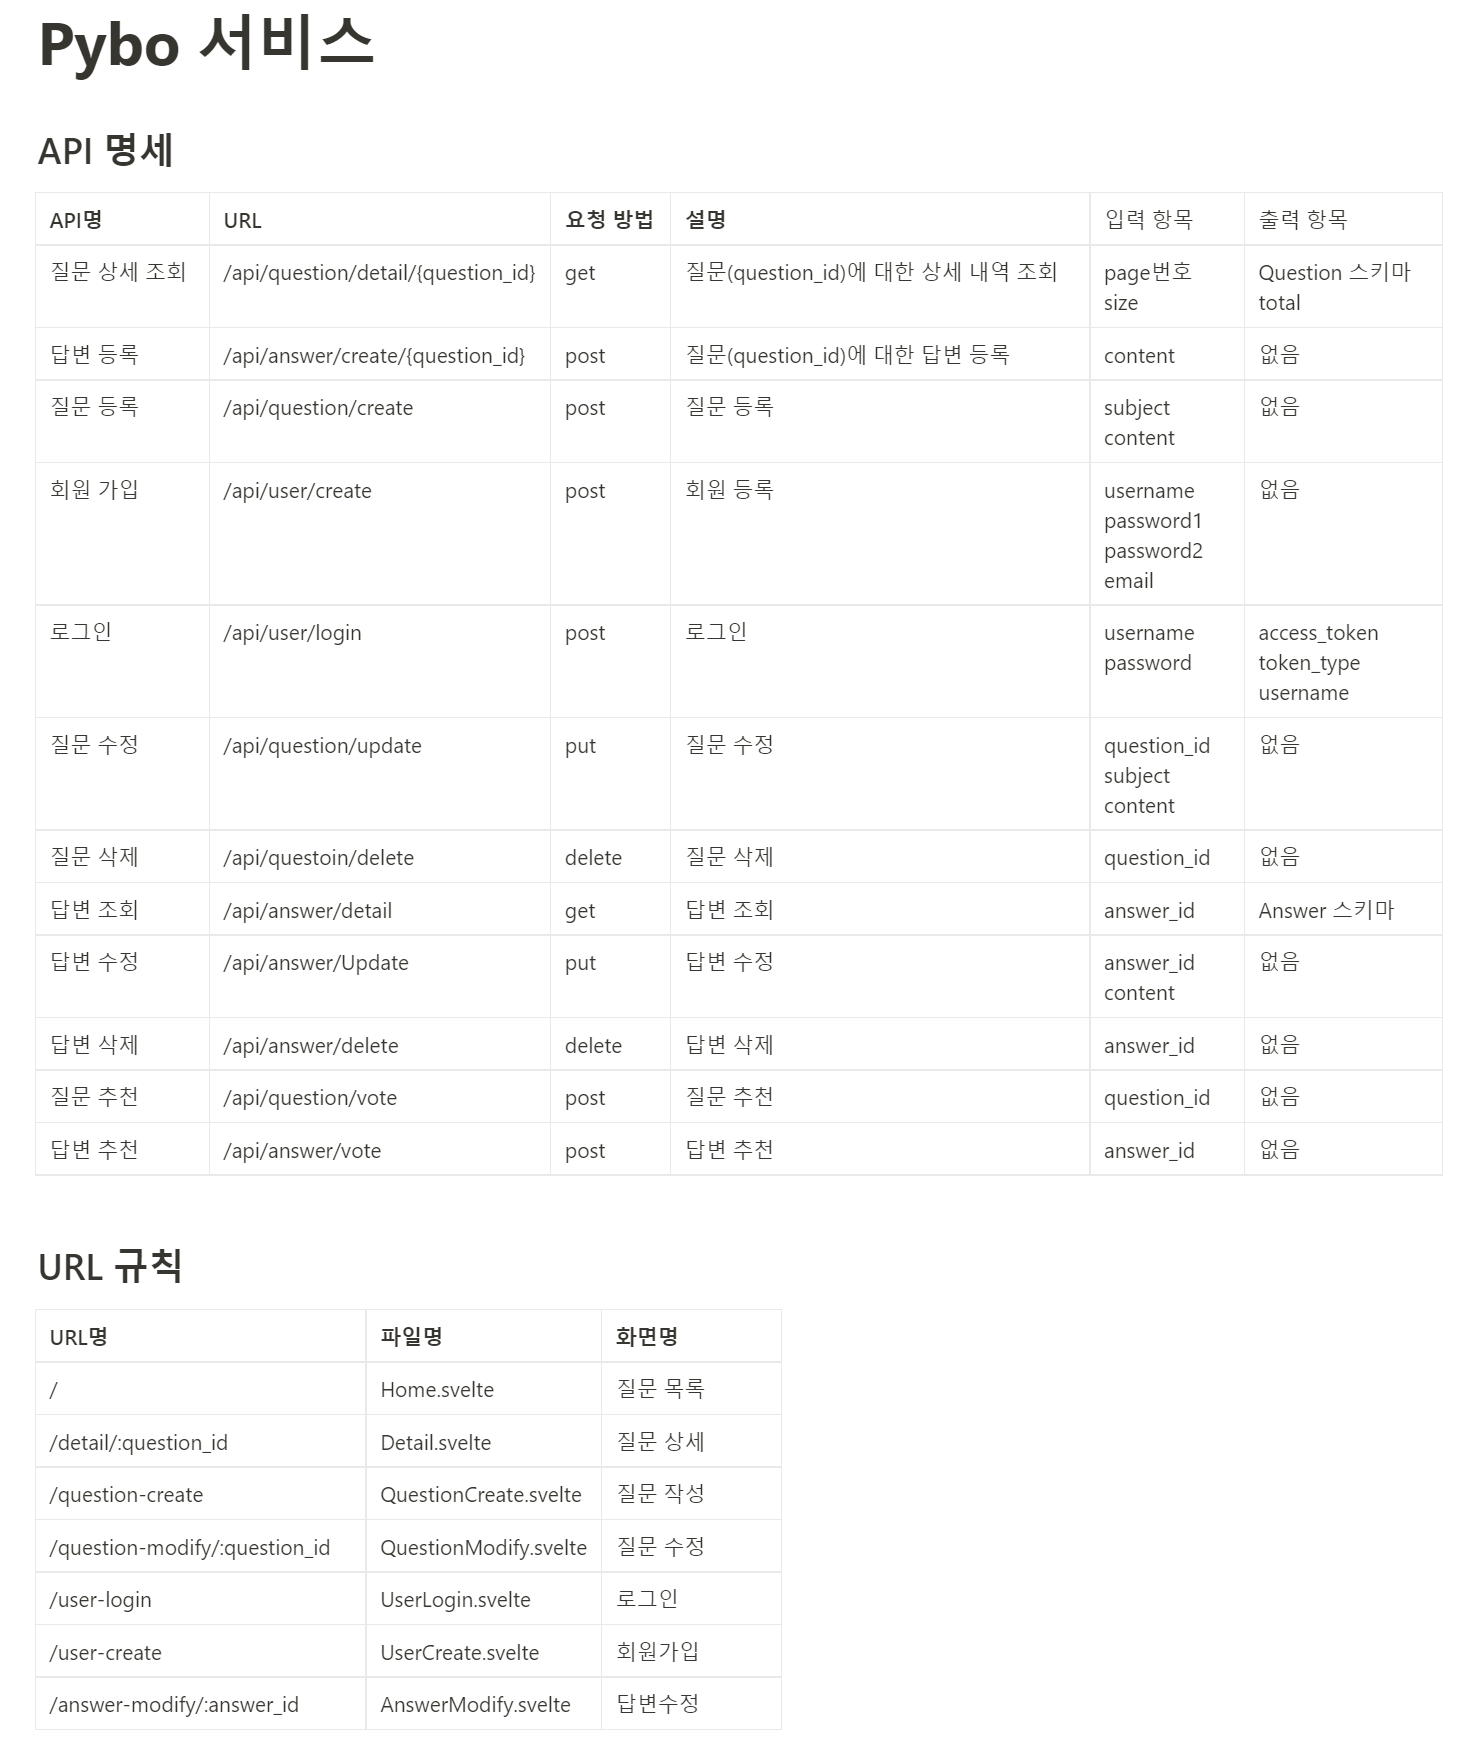 Pybo 서비스
API 명세
API명 URL 요청 방법 설명 입력 항목 출력 항목
질문 상세 조회 /api/question/detail/{question_id} get 질문(question_id)에 대한 상세 내역 조회 page번호 Question 스키마
size total
답변 등록 /api/answer/create/{question_id} post 질문(question_id)에 대한 답변 등록 content 없음
질문 등록 /api/question/create post 질문 등록 subject 없음
content
회원 가입 /api/user/create post 회원 등록 username 없음
password1
password2
email
로그인 /api/user/login post 로그인 username access_token
password token_type
username
질문 수정 /api/question/update put 질문 수정 question_id 없음
subject
content
질문 삭제 /api/questoin/delete delete 질문 삭제 question_id 없음
답변 조회 /api/answer/detail get 답변 조회 answer_id Answer 스키마
답변 수정 /api/answer/Update put 답변 수정 answer_id 없음
content
답변 삭제 /api/answer/delete delete 답변 삭제 answer_id 없음
질문 추천 /api/question/vote post 질문 추천 question_id 없음
답변 추천 /api/answer/vote post 답변 추천 answer_id 없음
URL 규칙
URL명 파일명 화면명
/ Home.svelte 질문 목록
/detail/:question_id Detail.svelte 질문 상세
/question-create QuestionCreate.svelte 질문 작성
/question-modify/:question_id QuestionModify.svelte 질문 수정
/user-login UserLogin.svelte 로그인
/user-create UserCreate.svelte 회원가입
/answer-modify/:answer_id AnswerModify.svelte 답변수정